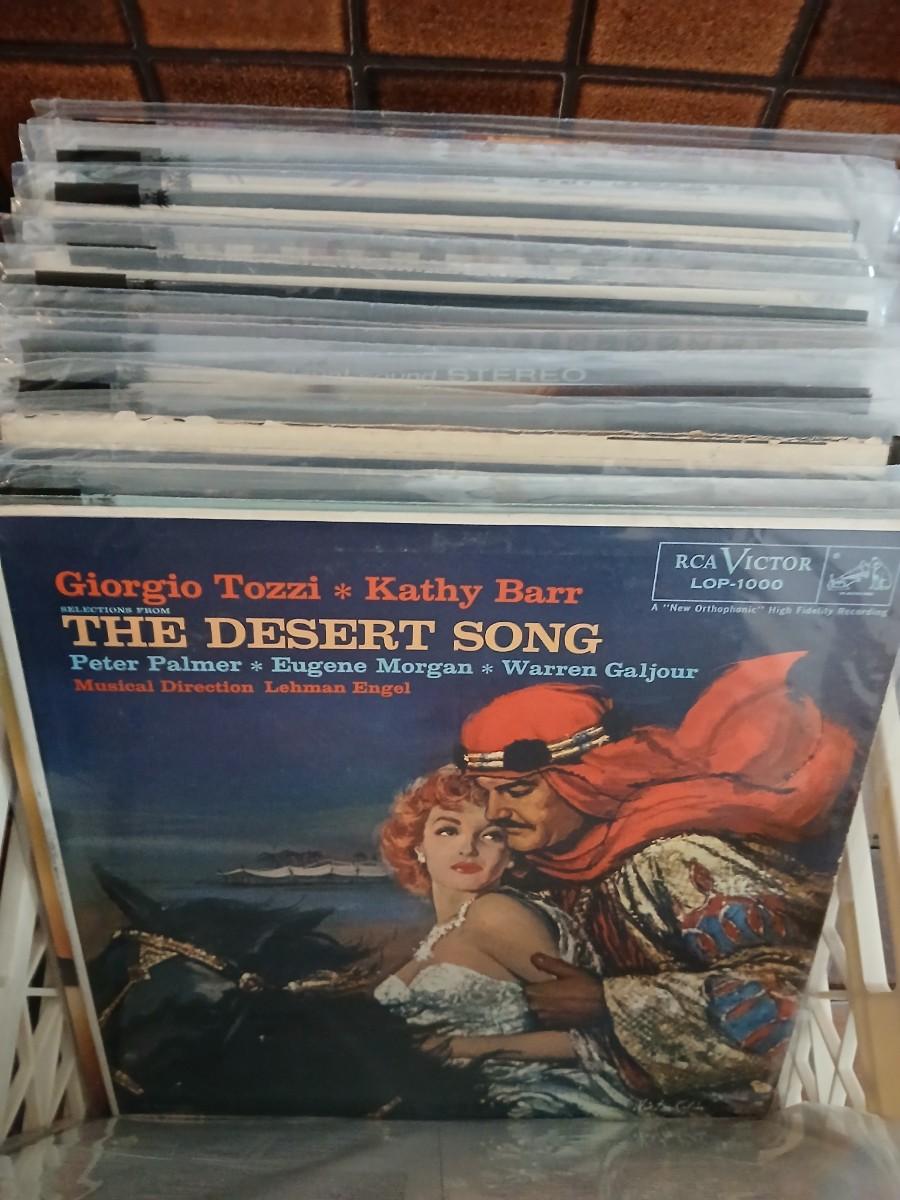 sound STEREO
Giorgio Tozzi * Kathy Barr
SELECTIONS FROM
THE DESERT SONG
Peter Palmer * Eugene Morgan * Warren Galjour
Musical Direction Lehman Engel
RCA VICTOR
LOP-1000
A "New Orthophonic" High Fidelity Recording